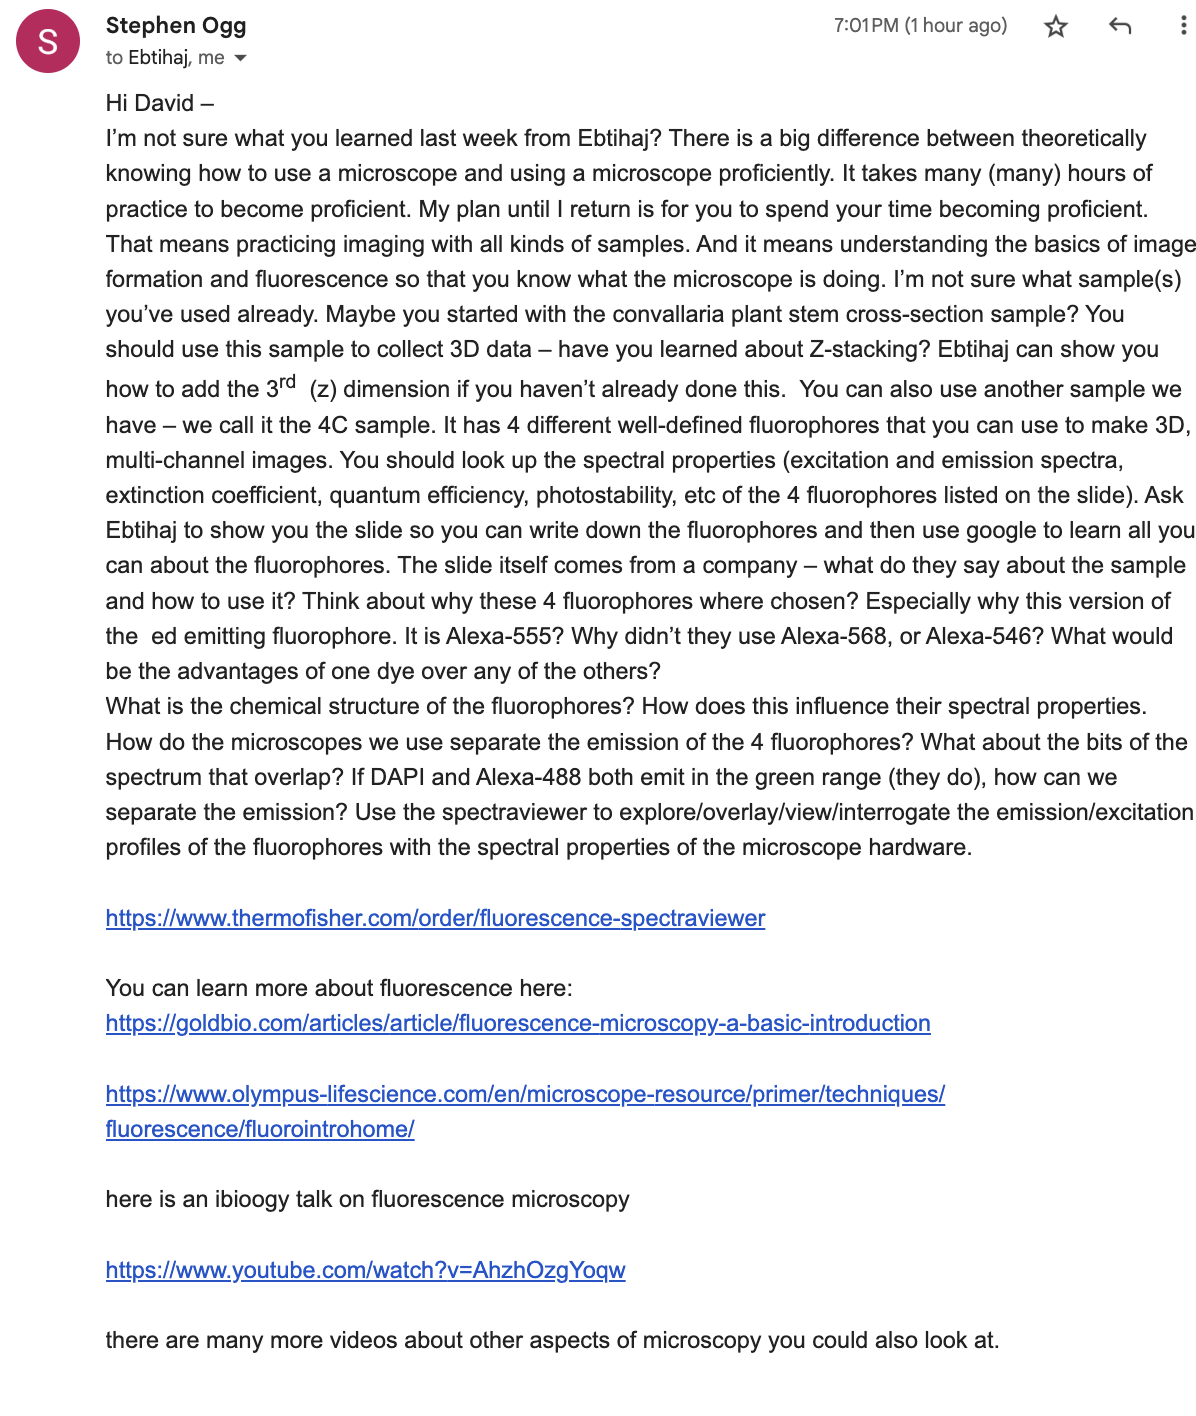 S
Stephen Ogg
7:01 PM (1 hour ago)
to Ebtihaj, me
Hi David –
I’m not sure what you learned last week from Ebtihaj? There is a big difference between theoretically
knowing how to use a microscope and using a microscope proficiently. It takes many (many) hours of
practice to become proficient. My plan until I return is for you to spend your time becoming proficient.
That means practicing imaging with all kinds of samples. And it means understanding the basics of image
formation and fluorescence so that you know what the microscope is doing. I’m not sure what sample(s)
you’ve used already. Maybe you started with the convallaria plant stem cross-section sample? You
should use this sample to collect 3D data – have you learned about Z-stacking? Ebtihaj can show you
how to add the 3rd (z) dimension if you haven’t already done this. You can also use another sample we
have – we call it the 4C sample. It has 4 different well-defined fluorophores that you can use to make 3D,
multi-channel images. You should look up the spectral properties (excitation and emission spectra,
extinction coefficient, quantum efficiency, photostability, etc of the 4 fluorophores listed on the slide). Ask
Ebtihaj to show you the slide so you can write down the fluorophores and then use google to learn all you
can about the fluorophores. The slide itself comes from a company – what do they say about the sample
and how to use it? Think about why these 4 fluorophores where chosen? Especially why this version of
the ed emitting fluorophore. It is Alexa-555? Why didn’t they use Alexa-568, or Alexa-546? What would
be the advantages of one dye over any of the others?
What is the chemical structure of the fluorophores? How does this influence their spectral properties.
How do the microscopes we use separate the emission of the 4 fluorophores? What about the bits of the
spectrum that overlap? If DAPI and Alexa-488 both emit in the green range (they do), how can we
separate the emission? Use the spectraviewer to explore/overlay/view/interrogate the emission/excitation
profiles of the fluorophores with the spectral properties of the microscope hardware.
https://www.thermofisher.com/order/fluorescence-spectraviewer
You can learn more about fluorescence here:
https://goldbio.com/articles/article/fluorescence-microscopy-a-basic-introduction
https://www.olympus-lifescience.com/en/microscope-resource/primer/techniques/
fluorescence/fluorointrohome/
here is an ibioogy talk on fluorescence microscopy
https://www.youtube.com/watch?v=AhzhOzgYoqw
there are many more videos about other aspects of microscopy you could also look at.